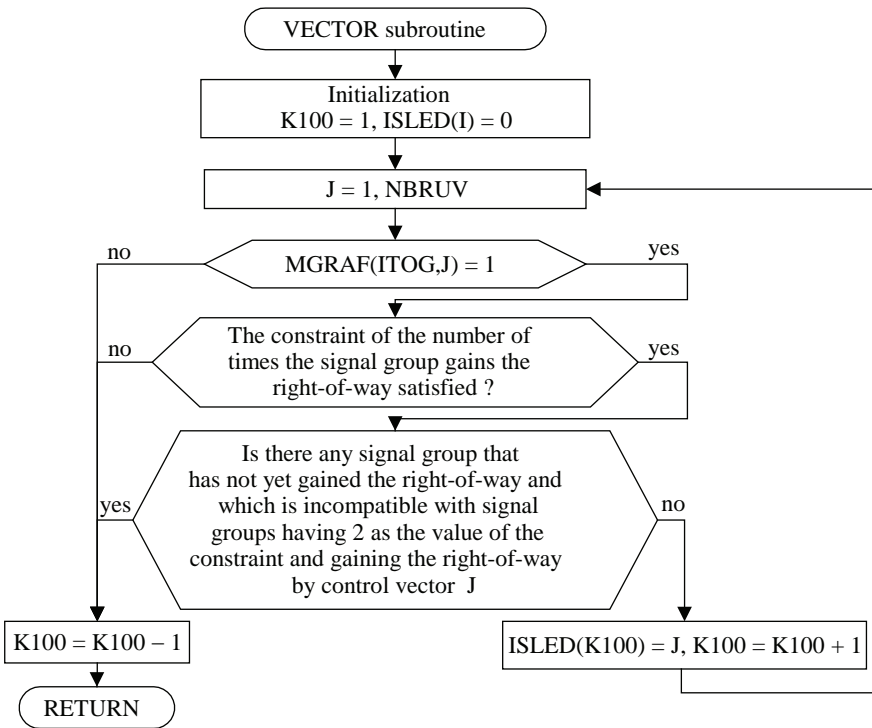 VECTOR subroutine
Initialization
K100 = 1, ISLED(I) = 0
J = 1, NBRUV
no
MGRAF(ITOG,J) = 1
yes
no
The constraint of the number of
times the signal group gains the
right-of-way satisfied ?
yes
yes
Is there any signal group that
has not yet gained the right-of-way and
which is incompatible with signal
groups having 2 as the value of the
constraint and gaining the right-of-way
by control vector J
no
K100 = K100 – 1
ISLED(K100) = J, K100 = K100 + 1
RETURN